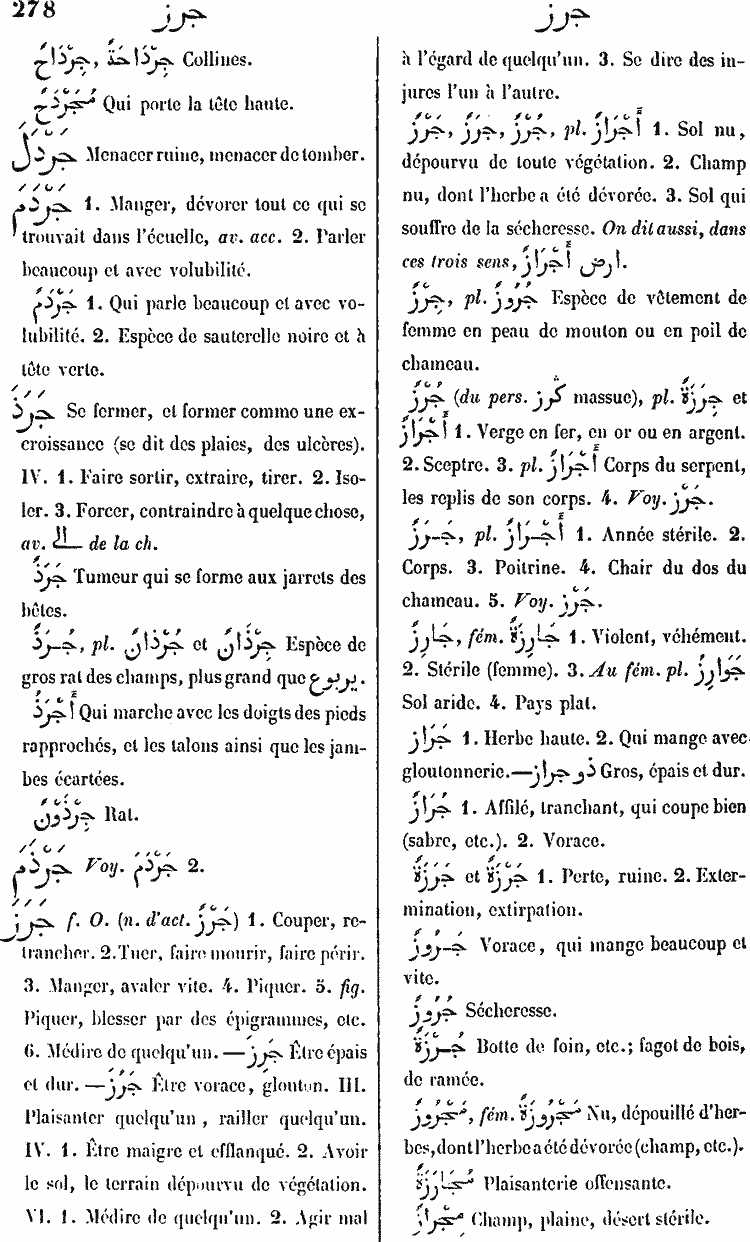 278 جرز جرز
جِرْدَاحٌ, جِرْدَاحَةٌ Collines.
مُجَرْدَحٌ Qui porte la tête haute.
جَرْدَلَ Menacer ruine, menacer de tomber.
جَرْدَمَ 1. Manger, dévorer tout ce qui se
trouvait dans l'écuelle, av. acc. 2. Parler
beaucoup et avec volubilité.
جَرْدَمٌ 1. Qui parle beaucoup et avec vo-
lubilité. 2. Espèce de sauterelle noire et à
tête verte.
جَرَذَ Se fermer, et former comme une ex-
croissance (se dit des plaies, des ulcères).
IV. 1. Faire sortir, extraire, tirer. 2. Iso-
ler. 3. Forcer, contraindre à quelque chose,
av. الى de la ch.
جَرَذٌ Tumeur qui se forme aux jarrets des
bêtes.
جُرَذٌ, pl. جُرْذَانٌ et جِرْذَانٌ Espèce de
gros rat des champs, plus grand que يربوع.
أَجْرَذُ Qui marche avec les doigts des pieds
rapprochés, et les talons ainsi que les jam-
bes écartées.
جِرْذَوْنٌ Rat.
جَرْذَمَ Voy. جَرْدَمَ 2.
جَرَزَ f. O. (n. d'act. جَرْزٌ) 1. Couper, re-
trancher. 2. Tuer, faire mourir, faire périr.
3. Manger, avaler vite. 4. Piquer. 5. fig.
Piquer, blesser par des épigrammes, etc.
6. Médire de quelqu'un. — جَرِزَ Être épais
et dur. — جَرُزَ Être vorace, glouton. III.
Plaisanter quelqu'un, railler quelqu'un.
IV. 1. Être maigre et efflanqué. 2. Avoir
le sol, le terrain dépourvu de végétation.
VI. 1. Médire de quelqu'un. 2. Agir mal
à l'égard de quelqu'un. 3. Se dire des in-
jures l'un à l'autre.
جَرْزٌ, جُرْزٌ, جَرَزٌ, جُرُزٌ, pl. أَجْرَازٌ 1. Sol nu,
dépourvu de toute végétation. 2. Champ
nu, dont l'herbe a été dévorée. 3. Sol qui
souffre de la sécheresse. On dit aussi, dans
ces trois sens, ارض أَجْرَازٌ.
جِرْزٌ, pl. جُرُوزٌ Espèce de vêtement de
femme en peau de mouton ou en poil de
chameau.
جُرْزٌ (du pers. كرز massue), pl. جِرَزَةٌ et
أَجْرَازٌ 1. Verge en fer, en or ou en argent.
2. Sceptre. 3. pl. أَجْرَازٌ Corps du serpent,
les replis de son corps. 4. Voy. جَرْزٌ.
جَرَزٌ, pl. أَجْرَازٌ 1. Année stérile. 2.
Corps. 3. Poitrine. 4. Chair du dos du
chameau. 5. Voy. جَرْزٌ.
جَارِزٌ, fém. جَارِزَةٌ 1. Violent, véhément.
2. Stérile (femme). 3. Au fém. pl. جَوَارِزُ
Sol aride. 4. Pays plat.
جَرَاز 1. Herbe haute. 2. Qui mange avec
gloutonnerie. — ذو جراز Gros, épais et dur.
جُرَازٌ 1. Affilé, tranchant, qui coupe bien
(sabre, etc.). 2. Vorace.
جَرَزَةٌ et جَرْزَةٌ 1. Perte, ruine. 2. Exter-
mination, extirpation.
جَرُوزٌ Vorace, qui mange beaucoup et
vite.
جُرُوزٌ Sécheresse.
جُرْزَةٌ Botte de foin, etc.; fagot de bois,
de ramée.
مَجْرُوزٌ, fém. مَجْرُوزَةٌ Nu, dépouillé d'her-
bes, dont l'herbe a été dévorée (champ, etc.).
مُجَارَزَةٌ Plaisanterie offensante.
مِجْرَازٌ Champ, plaine, désert stérile.